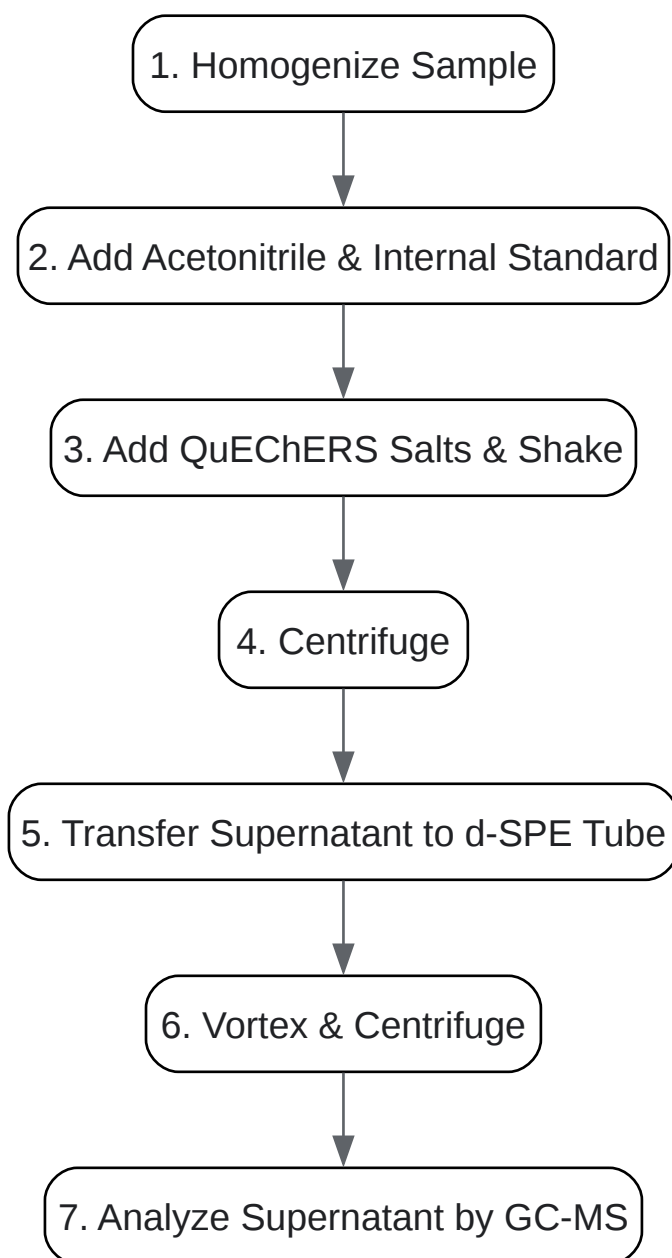 1. Homogenize Sample
2. Add Acetonitrile & Internal Standard
3. Add QuEChERS Salts & Shake
4. Centrifuge
5. Transfer Supernatant to d-SPE Tube
6. Vortex & Centrifuge
7. Analyze Supernatant by GC-MS